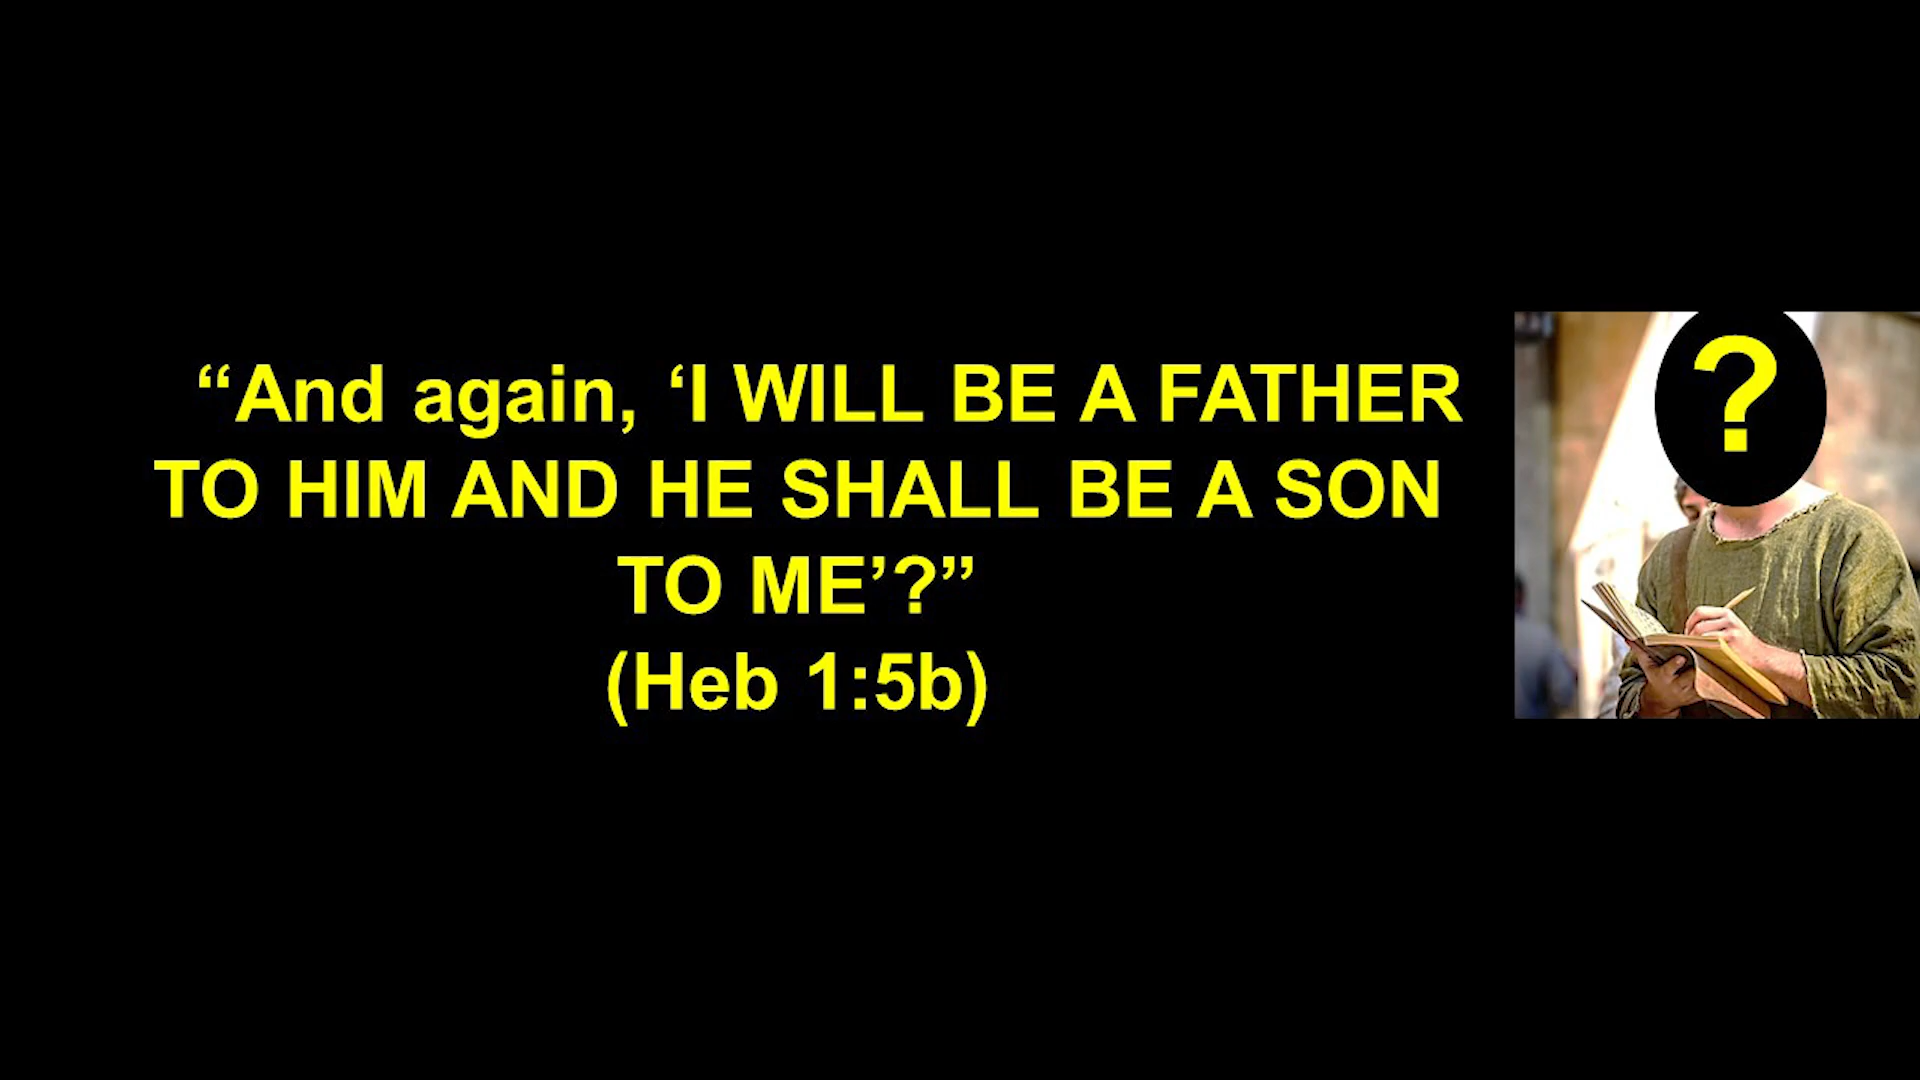 “And again, ‘I WILL BE A FATHER
TO HIM AND HE SHALL BE A SON
TO ME’?”
(Heb 1:5b)
?